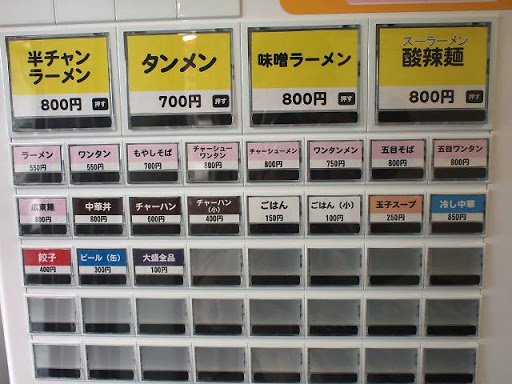 半チャン
ラーメン
800円 押す
タンメン
700円 押す
味噌ラーメン
800円 押す
スーラーメン
酸辣麺
800円 押す
ラーメン
550円
ワンタン
550円
もやしそば
700円
チャーシュー
ワンタン
800円
チャーシューメン
800円
ワンタンメン
750円
五目そば
800円
五目ワンタン
800円
広東麺
800円
中華丼
800円
チャーハン
600円
チャーハン
(小)
400円
ごはん
150円
ごはん(小)
100円
玉子スープ
250円
冷し中華
850円
餃子
400円
ビール(缶)
300円
大盛全品
100円